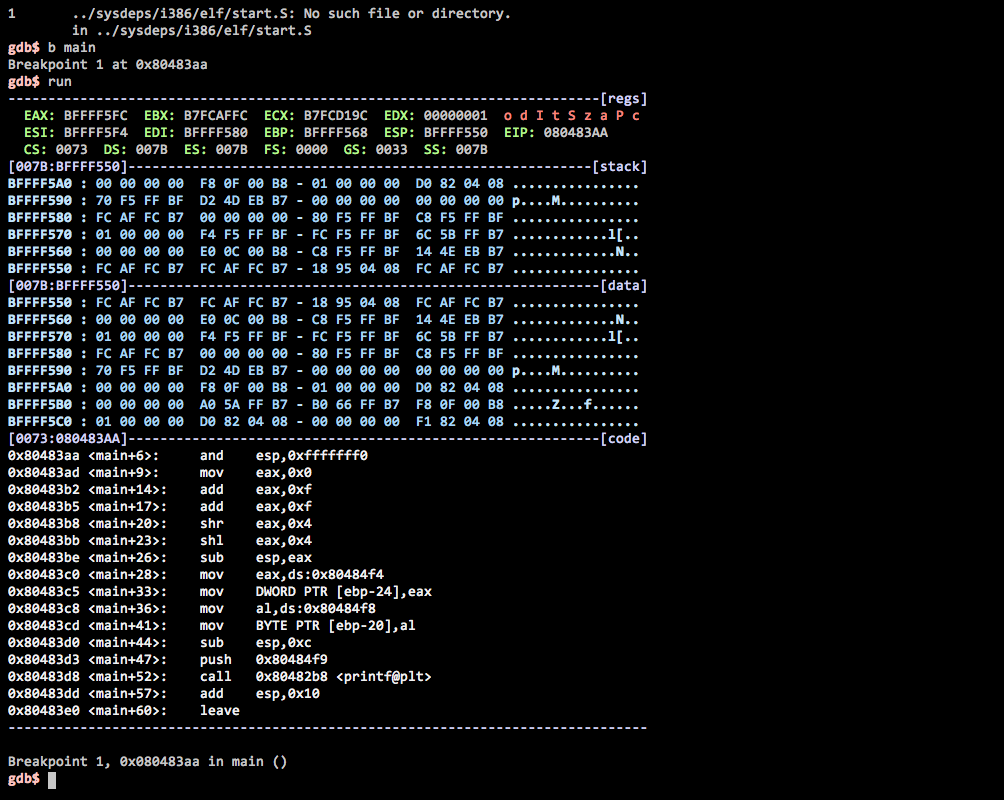 1       ../sysdeps/i386/elf/start.S: No such file or directory.
        in ../sysdeps/i386/elf/start.S
gdb$ b main
Breakpoint 1 at 0x80483aa
gdb$ run
--------------------------------------------------------------------------[regs]
  EAX: BFFFF5FC  EBX: B7FCAFFC  ECX: B7FCD19C  EDX: 00000001  o d I t S z a P c
  ESI: BFFFF5F4  EDI: BFFFF580  EBP: BFFFF568  ESP: BFFFF550  EIP: 080483AA
  CS: 0073  DS: 007B  ES: 007B  FS: 0000  GS: 0033  SS: 007B
[007B:BFFFF550]----------------------------------------------------------[stack]
BFFFF5A0 : 00 00 00 00  F8 0F 00 B8 - 01 00 00 00  D0 82 04 08 ................
BFFFF590 : 70 F5 FF BF  D2 4D EB B7 - 00 00 00 00  00 00 00 00 p....M..........
BFFFF580 : FC AF FC B7  00 00 00 00 - 80 F5 FF BF  C8 F5 FF BF ................
BFFFF570 : 01 00 00 00  F4 F5 FF BF - FC F5 FF BF  6C 5B FF B7 ............l[..
BFFFF560 : 00 00 00 00  E0 0C 00 B8 - C8 F5 FF BF  14 4E EB B7 .............N..
BFFFF550 : FC AF FC B7  FC AF FC B7 - 18 95 04 08  FC AF FC B7 ................
[007B:BFFFF550]-----------------------------------------------------------[data]
BFFFF550 : FC AF FC B7  FC AF FC B7 - 18 95 04 08  FC AF FC B7 ................
BFFFF560 : 00 00 00 00  E0 0C 00 B8 - C8 F5 FF BF  14 4E EB B7 .............N..
BFFFF570 : 01 00 00 00  F4 F5 FF BF - FC F5 FF BF  6C 5B FF B7 ............l[..
BFFFF580 : FC AF FC B7  00 00 00 00 - 80 F5 FF BF  C8 F5 FF BF ................
BFFFF590 : 70 F5 FF BF  D2 4D EB B7 - 00 00 00 00  00 00 00 00 p....M..........
BFFFF5A0 : 00 00 00 00  F8 0F 00 B8 - 01 00 00 00  D0 82 04 08 ................
BFFFF5B0 : 00 00 00 00  A0 5A FF B7 - B0 66 FF B7  F8 0F 00 B8 .....Z...f......
BFFFF5C0 : 01 00 00 00  D0 82 04 08 - 00 00 00 00  F1 82 04 08 ................
[0073:080483AA]-----------------------------------------------------------[code]
0x80483aa <main+6>:     and    esp,0xfffffff0
0x80483ad <main+9>:     mov    eax,0x0
0x80483b2 <main+14>:    add    eax,0xf
0x80483b5 <main+17>:    add    eax,0xf
0x80483b8 <main+20>:    shr    eax,0x4
0x80483bb <main+23>:    shl    eax,0x4
0x80483be <main+26>:    sub    esp,eax
0x80483c0 <main+28>:    mov    eax,ds:0x80484f4
0x80483c5 <main+33>:    mov    DWORD PTR [ebp-24],eax
0x80483c8 <main+36>:    mov    al,ds:0x80484f8
0x80483cd <main+41>:    mov    BYTE PTR [ebp-20],al
0x80483d0 <main+44>:    sub    esp,0xc
0x80483d3 <main+47>:    push   0x80484f9
0x80483d8 <main+52>:    call   0x80482b8 <printf@plt>
0x80483dd <main+57>:    add    esp,0x10
0x80483e0 <main+60>:    leave
--------------------------------------------------------------------------------
Breakpoint 1, 0x080483aa in main ()
gdb$